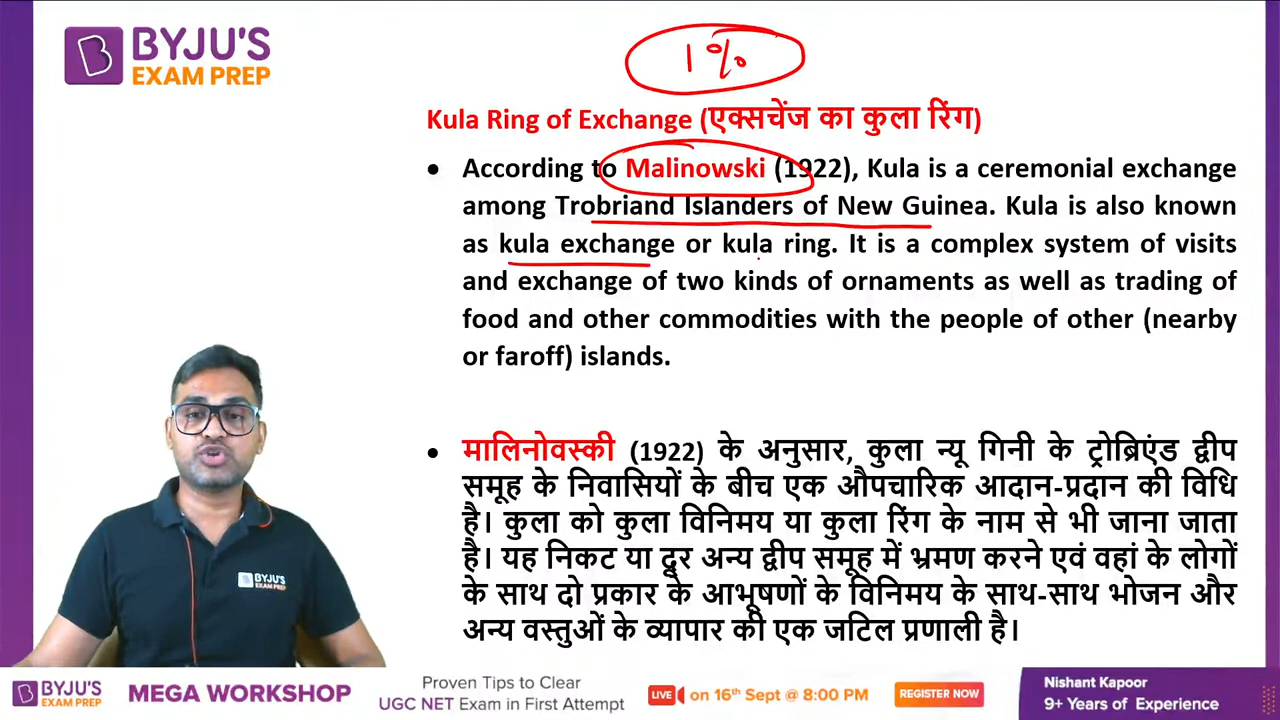 BYJU'S
EXAM PREP
1%
Kula Ring of Exchange (एक्सचेंज का कुला रिंग)
• According to Malinowski (1922), Kula is a ceremonial exchange
among Trobriand Islanders of New Guinea. Kula is also known
as kula exchange or kula ring. It is a complex system of visits
and exchange of two kinds of ornaments as well as trading of
food and other commodities with the people of other (nearby
or faroff) islands.
• मालिनोवस्की (1922) के अनुसार, कुला न्यू गिनी के ट्रोब्रिएंड द्वीप
समूह के निवासियों के बीच एक औपचारिक आदान-प्रदान की विधि
है। कुला को कुला विनिमय या कुला रिंग के नाम से भी जाना जाता
है। यह निकट या दूर अन्य द्वीप समूह में भ्रमण करने एवं वहां के लोगों
के साथ दो प्रकार के आभूषणों के विनिमय के साथ-साथ भोजन और
अन्य वस्तुओं के व्यापार की एक जटिल प्रणाली है।
BYJU'S
EXAM PREP
BYJU'S
EXAM PREP
MEGA WORKSHOP
Proven Tips to Clear
UGC NET Exam in First Attempt
LIVE on 16th Sept @ 8:00 PM
REGISTER NOW
Nishant Kapoor
9+ Years of Experience
BYJU'S
EXAM PREP